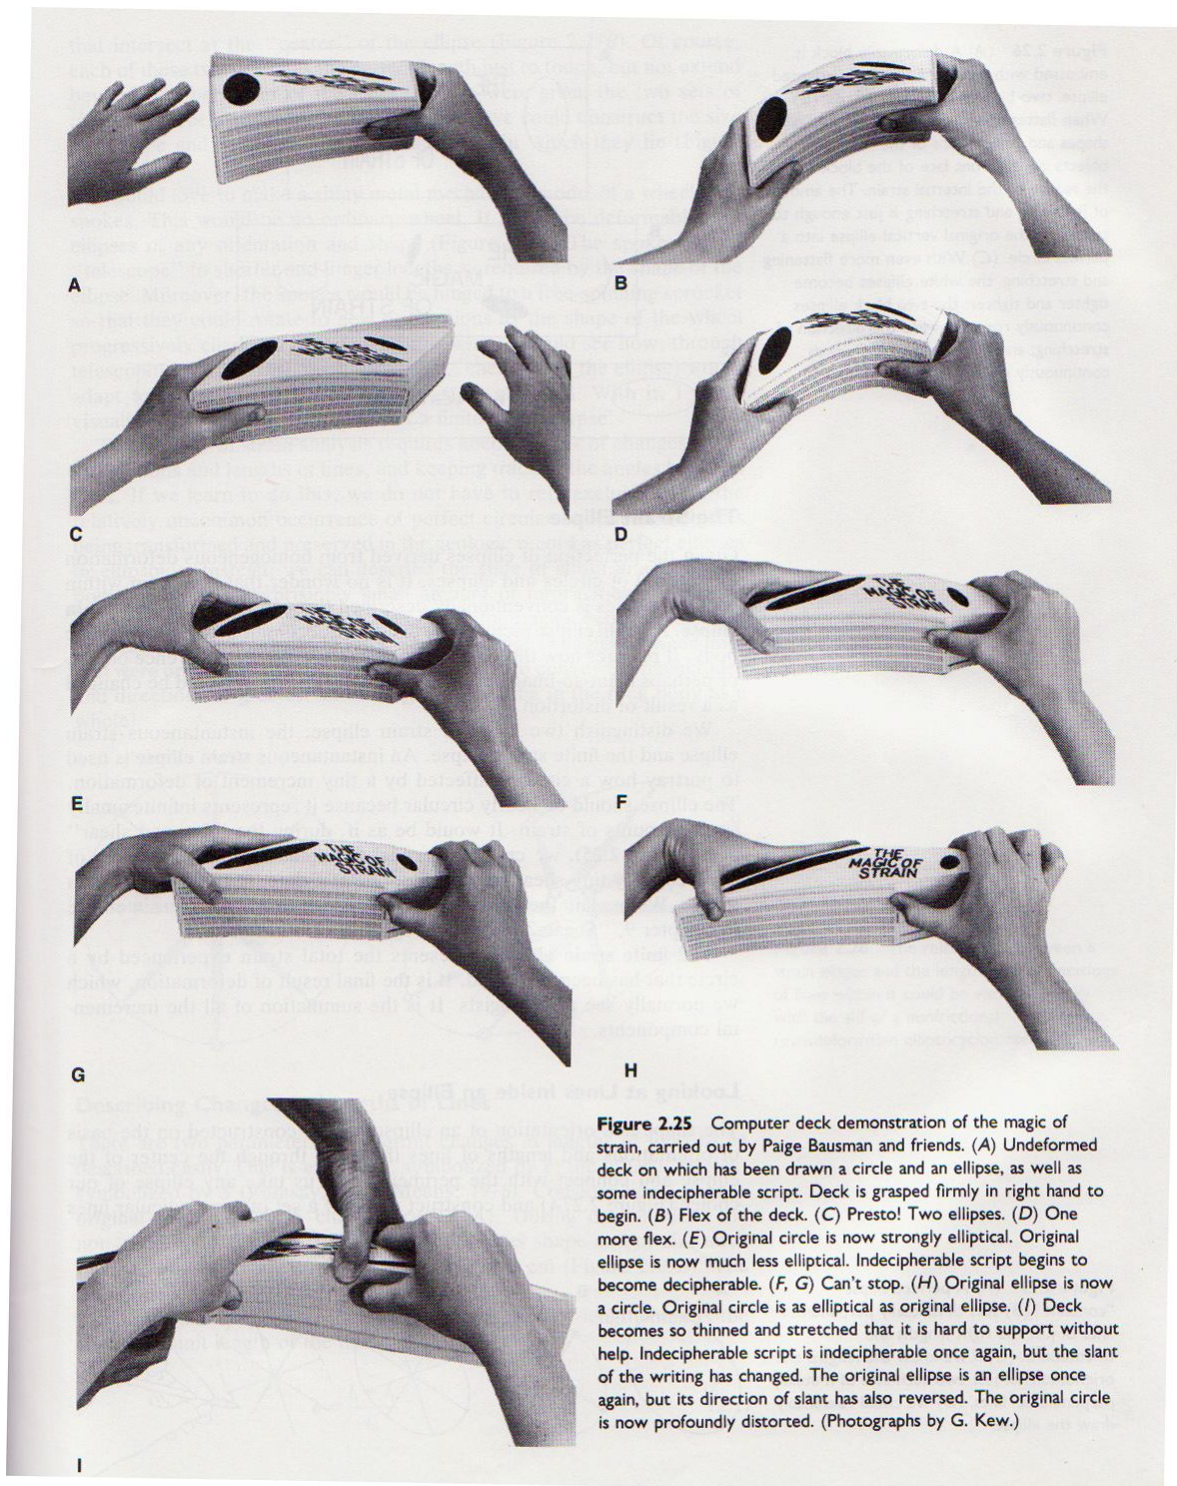 A
B
THE
MAGIC OF
STRAIN
C
D
THE
MAGIC OF
STRAIN
E
THE
MAGIC OF
STRAIN
F
THE
MAGIC OF
STRAIN
G
THE
MAGIC OF
STRAIN
H
I
Figure 2.25 Computer deck demonstration of the magic of
strain, carried out by Paige Bausman and friends. (A) Undeformed
deck on which has been drawn a circle and an ellipse, as well as
some indecipherable script. Deck is grasped firmly in right hand to
begin. (B) Flex of the deck. (C) Presto! Two ellipses. (D) One
more flex. (E) Original circle is now strongly elliptical. Original
ellipse is now much less elliptical. Indecipherable script begins to
become decipherable. (F, G) Can't stop. (H) Original ellipse is now
a circle. Original circle is as elliptical as original ellipse. (I) Deck
becomes so thinned and stretched that it is hard to support without
help. Indecipherable script is indecipherable once again, but the slant
of the writing has changed. The original ellipse is an ellipse once
again, but its direction of slant has also reversed. The original circle
is now profoundly distorted. (Photographs by G. Kew.)